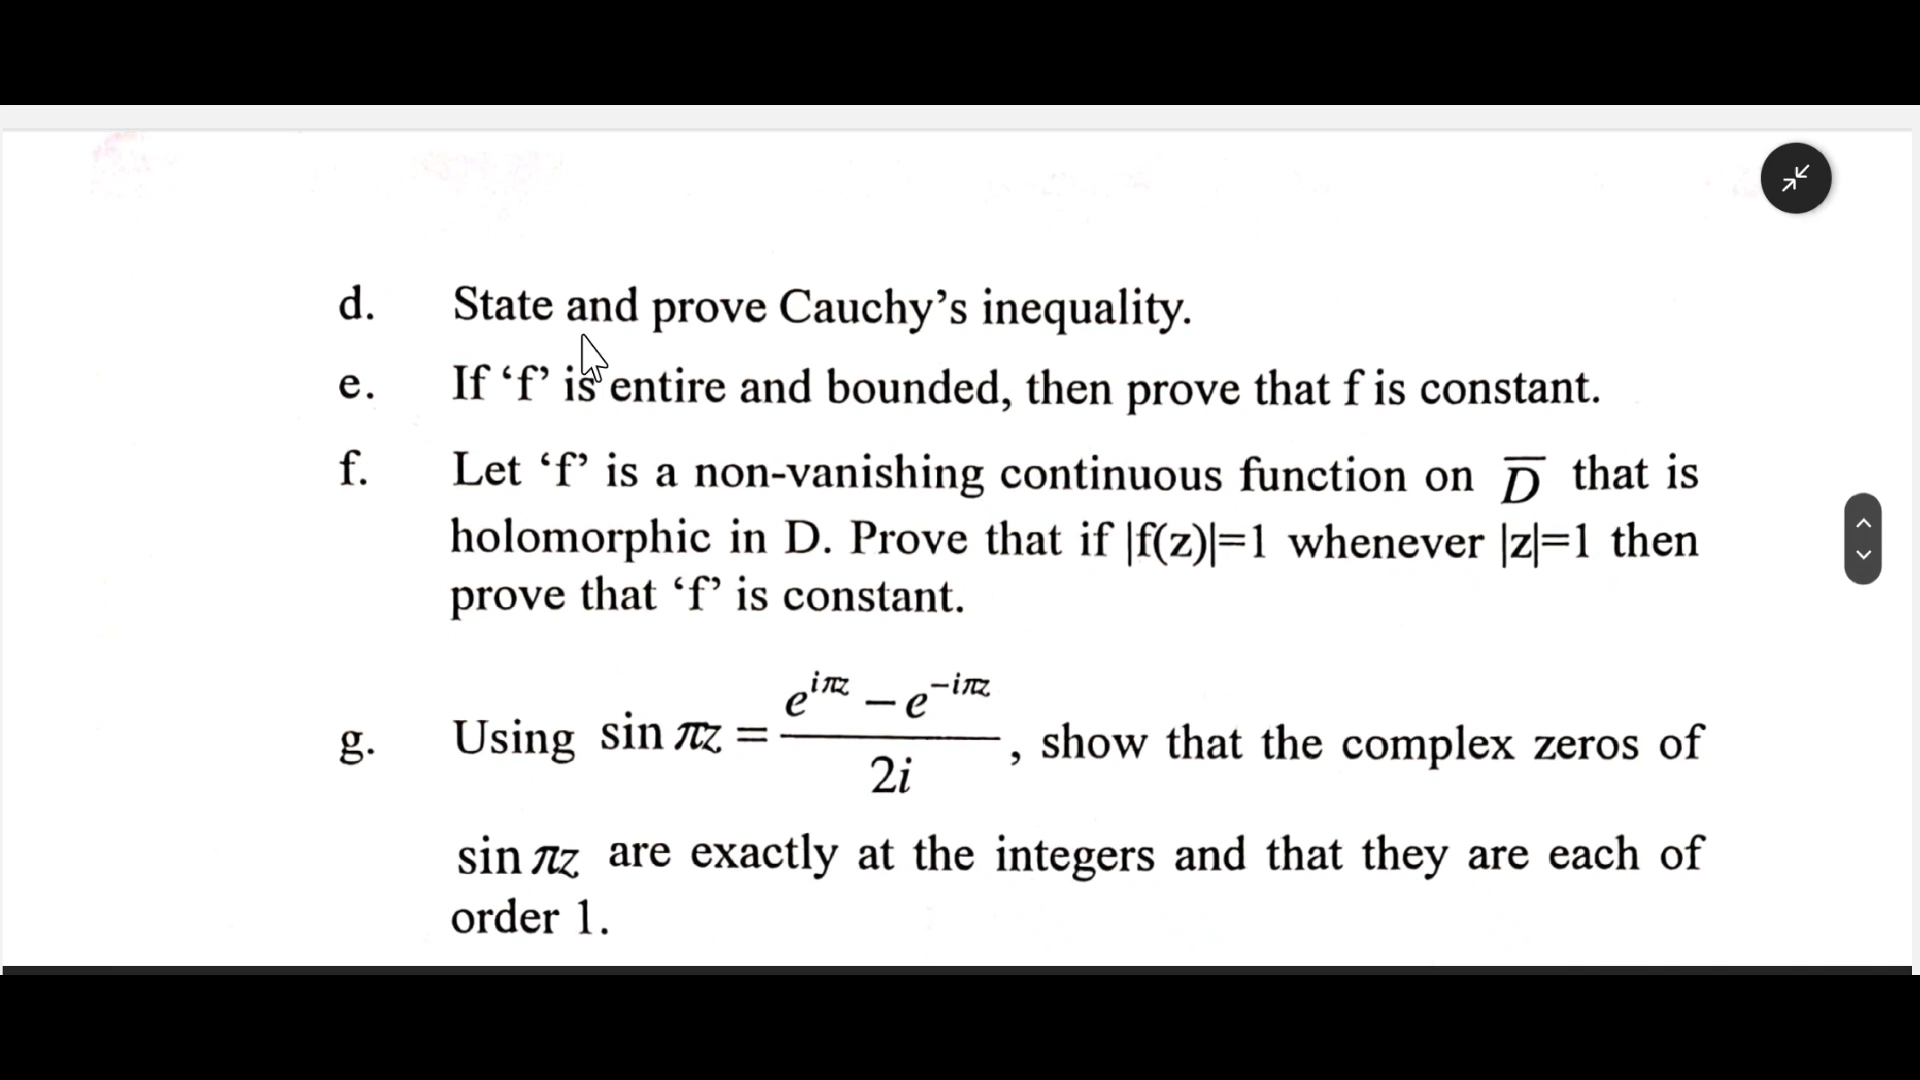 d. State and prove Cauchy’s inequality.
e. If ‘f’ is entire and bounded, then prove that f is constant.
f. Let ‘f’ is a non-vanishing continuous function on D̅ that is
holomorphic in D. Prove that if |f(z)|=1 whenever |z|=1 then
prove that ‘f’ is constant.
g. Using sin πz = (e^{iπz} − e^{−iπz}) / 2i, show that the complex zeros of
sin πz are exactly at the integers and that they are each of
order 1.